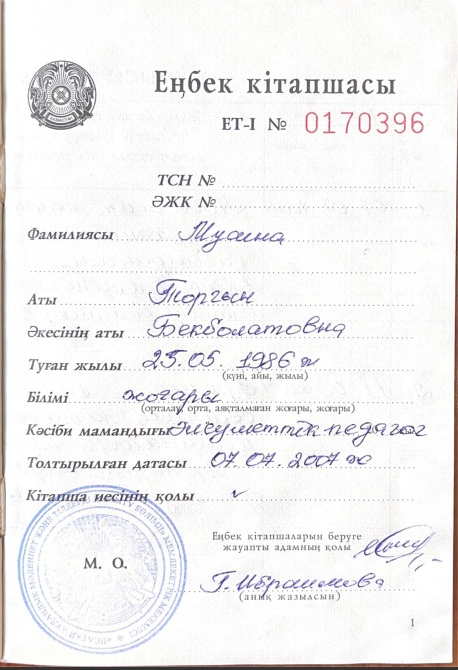 Еңбек кітапшасы
ЕТ-I № 0170396
ТСН №
ӘЖК №
Фамилиясы Мусина
Аты Торгын
Әкесінің аты Бекболатовна
Туған жылы 25.05.1986 ж
(күні, айы, жылы)
Білімі жоғары
(орталау, орта, аяқталмаған жоғары, жоғары)
Кәсіби мамандығы Әлеуметтік педагог
Толтырылған датасы 07.07.2007 ж
Кітапша иесінің қолы
Еңбек кітапшаларын беруге
жауапты адамның қолы
М. О.
Г. Ибраимова
(анық жазылсын)
1